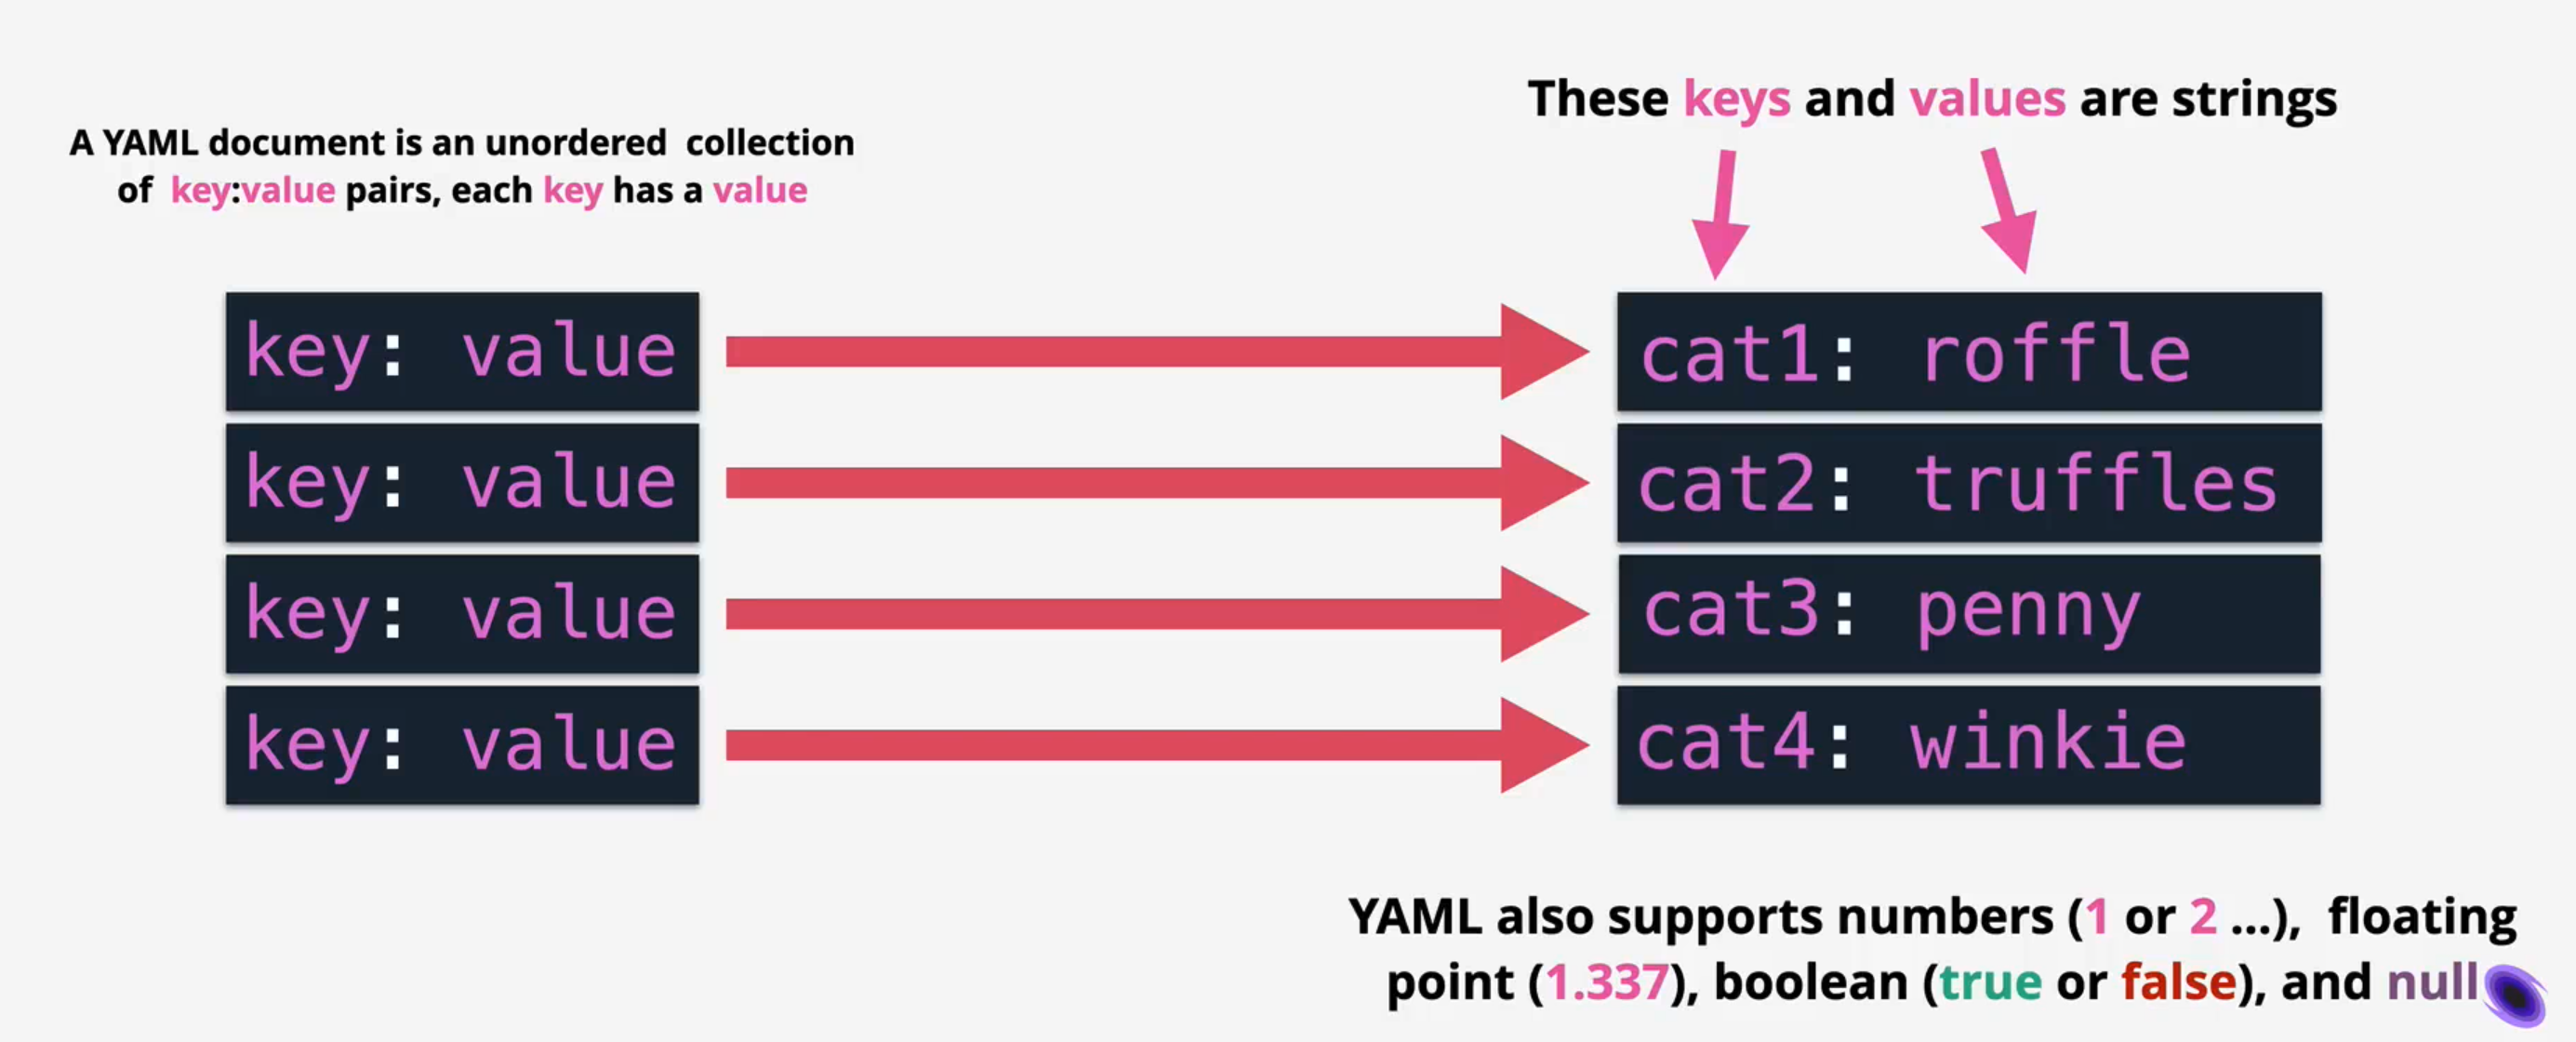 A YAML document is an unordered collection
of key:value pairs, each key has a value
key: value
key: value
key: value
key: value
These keys and values are strings
cat1: roffle
cat2: truffles
cat3: penny
cat4: winkie
YAML also supports numbers (1 or 2 ...), floating
point (1.337), boolean (true or false), and null